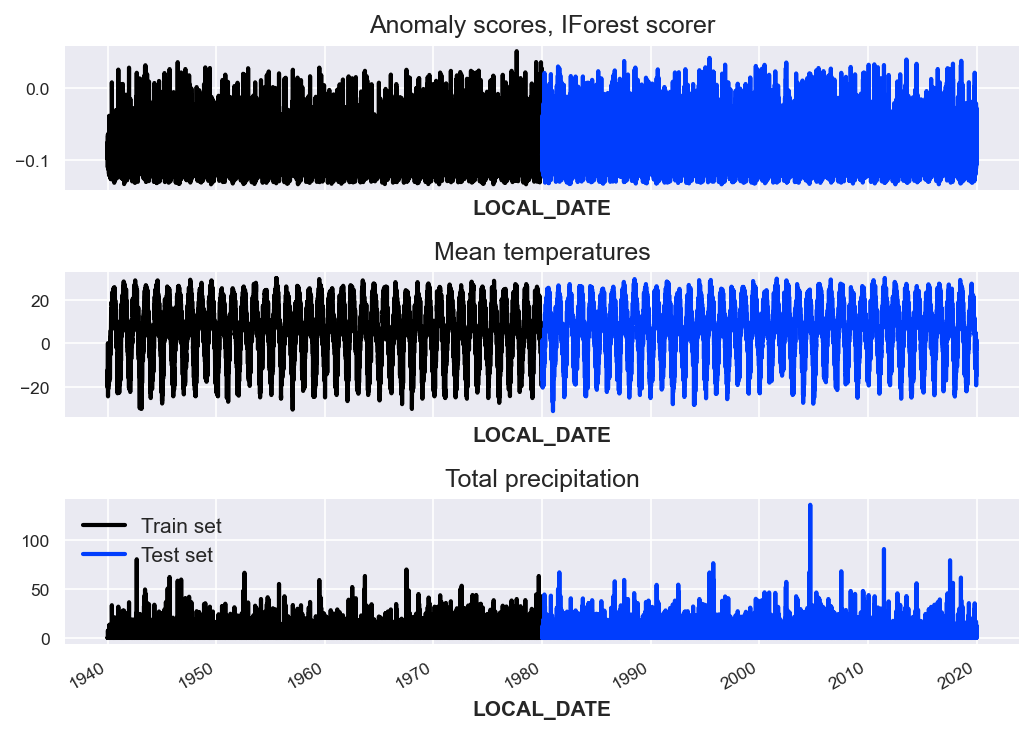 Anomaly scores, IForest scorer
0.0
−0.1
LOCAL_DATE
Mean temperatures
20
0
−20
LOCAL_DATE
Total precipitation
Train set
Test set
100
50
0
1940 1950 1960 1970 1980 1990 2000 2010 2020
LOCAL_DATE